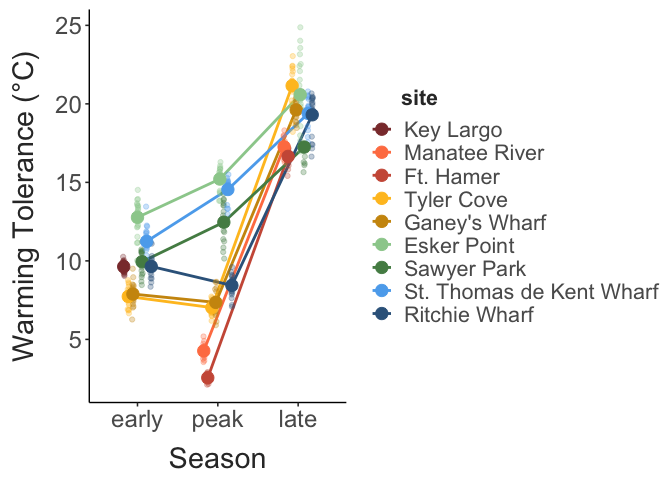 25
20
15
10
5
Warming Tolerance (°C)
early peak late
Season
site
Key Largo
Manatee River
Ft. Hamer
Tyler Cove
Ganey's Wharf
Esker Point
Sawyer Park
St. Thomas de Kent Wharf
Ritchie Wharf